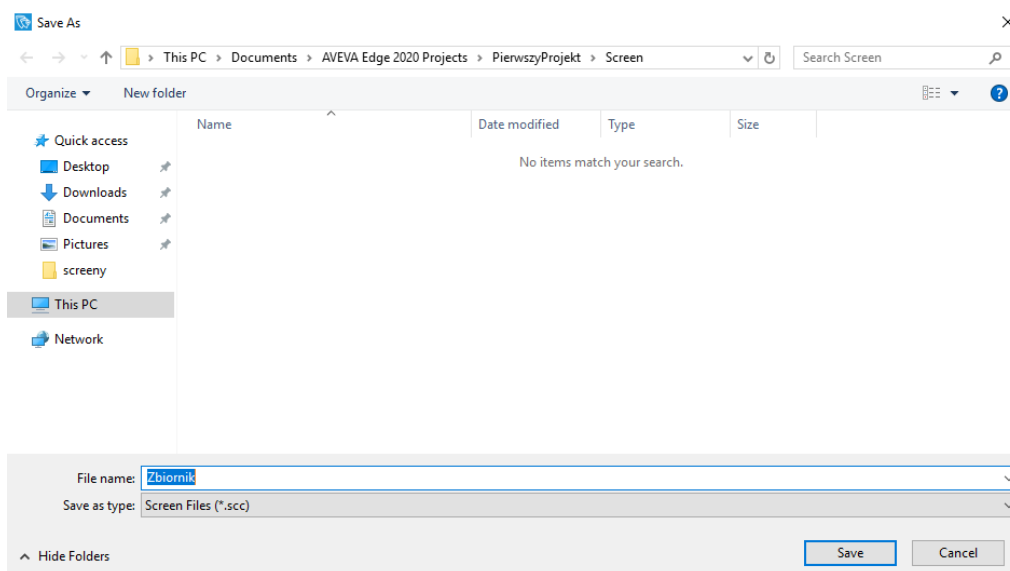 Save As
This PC > Documents > AVEVA Edge 2020 Projects > PierwszyProjekt > Screen
Search Screen
Organize
New folder
Name
Date modified
Type
Size
No items match your search.
Quick access
Desktop
Downloads
Documents
Pictures
screeny
This PC
Network
File name: Zbiornik
Save as type: Screen Files (*.scc)
Hide Folders
Save
Cancel